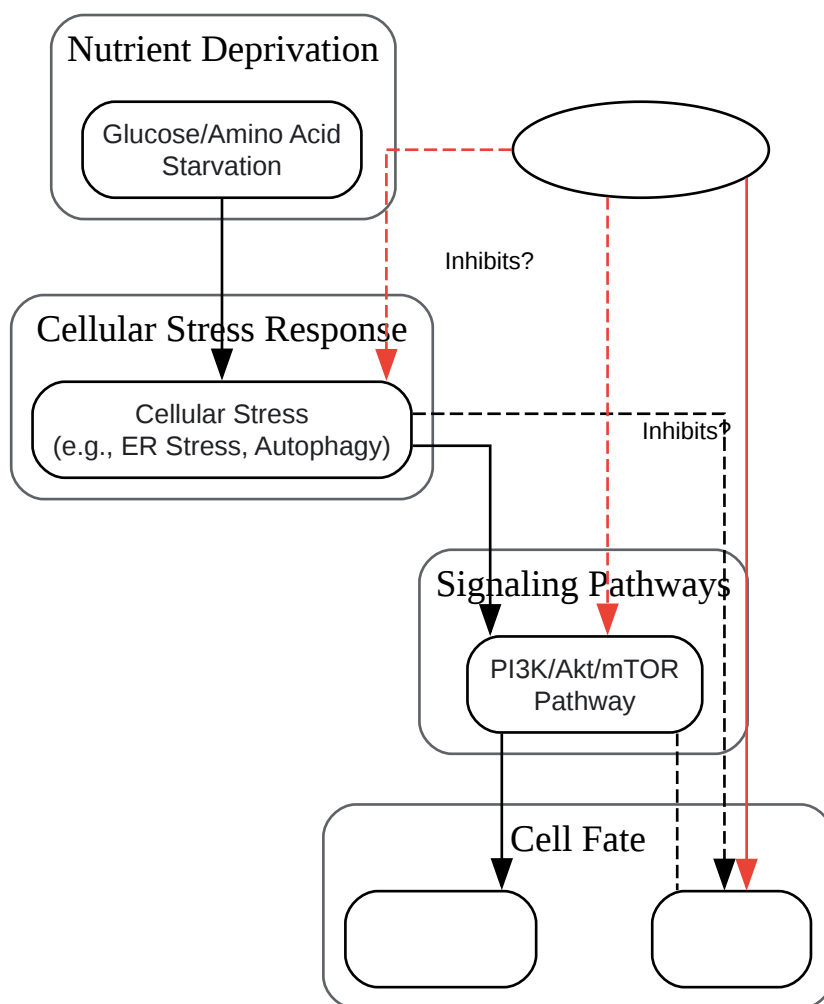 Nutrient Deprivation
Glucose/Amino Acid
Starvation
Inhibits?
Cellular Stress Response
Cellular Stress
(e.g., ER Stress, Autophagy)
Inhibits?
Signaling Pathways
PI3K/Akt/mTOR
Pathway
Cell Fate